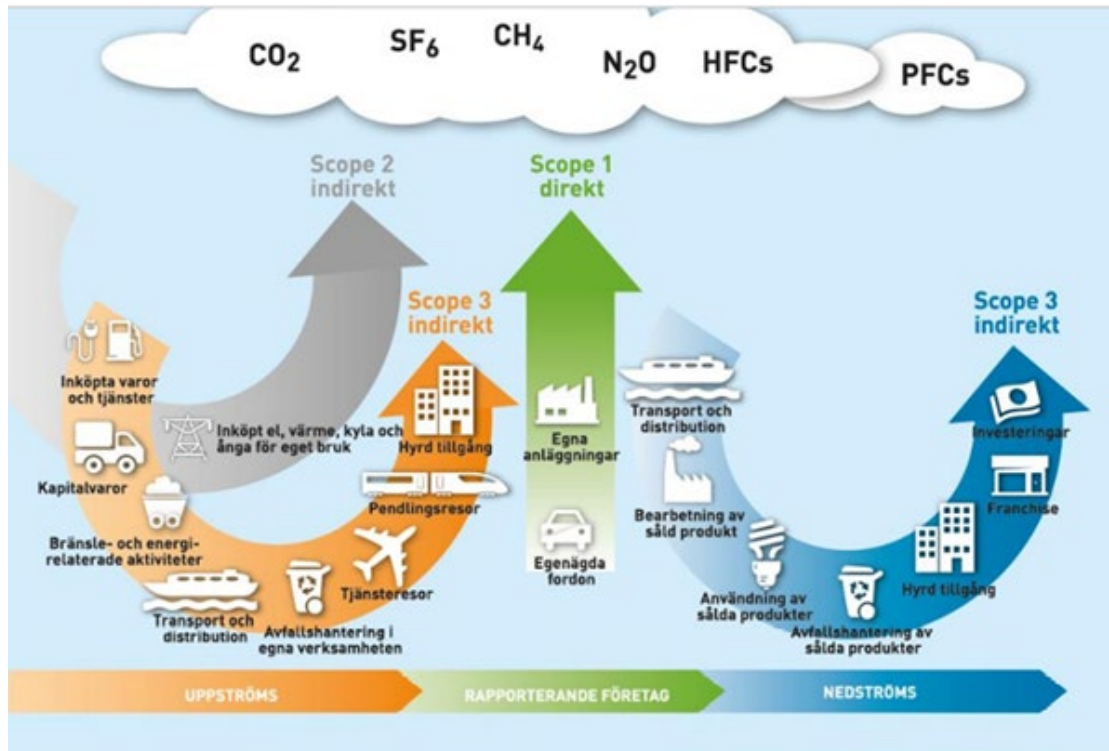 CO₂
SF₆
CH₄
N₂O
HFCs
PFCs
Scope 2
indirekt
Scope 1
direkt
Scope 3
indirekt
Scope 3
indirekt
Inköpta varor
och tjänster
Kapitalvaror
Bränsle- och energi-
relaterade aktiviteter
Transport och
distribution
Avfallshantering i
egna verksamheten
Tjänsteresor
Pendlingsresor
Hyrd tillgång
Inköpt el, värme, kyla och
ånga för eget bruk
Egna
anläggningar
Egenägda
fordon
Transport och
distribution
Bearbetning av
såld produkt
Användning av
sålda produkter
Avfallshantering av
sålda produkter
Hyrd tillgång
Franchise
Investeringar
UPPSTRÖMS
RAPPORTERANDE FÖRETAG
NEDSTRÖMS